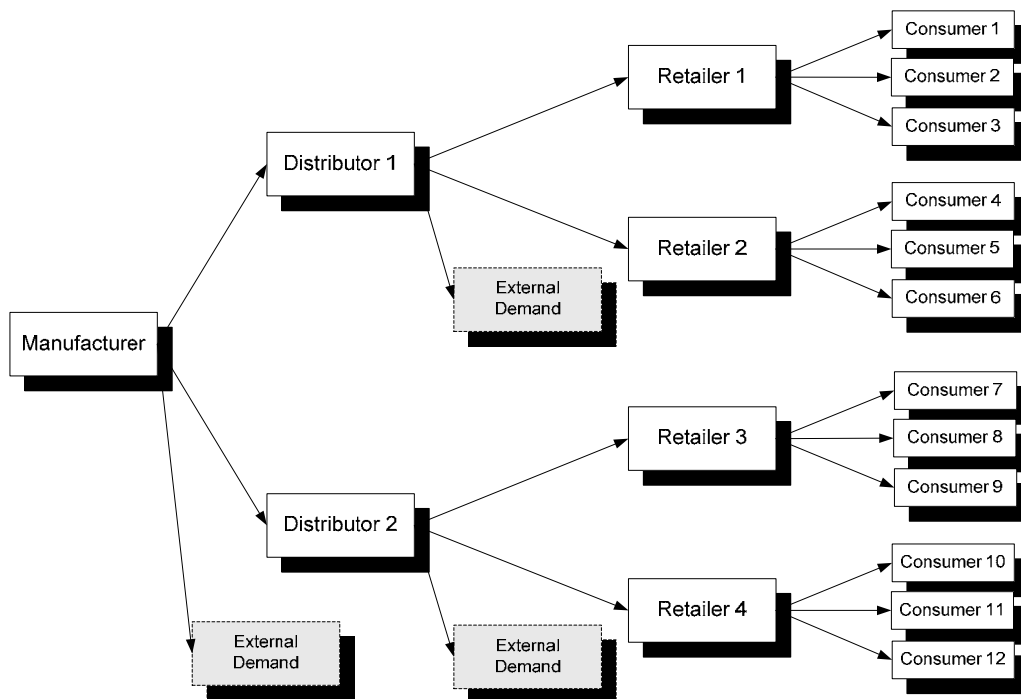 Manufacturer
Distributor 1
Distributor 2
External
Demand
Retailer 1
Retailer 2
External
Demand
Retailer 3
Retailer 4
External
Demand
Consumer 1
Consumer 2
Consumer 3
Consumer 4
Consumer 5
Consumer 6
Consumer 7
Consumer 8
Consumer 9
Consumer 10
Consumer 11
Consumer 12